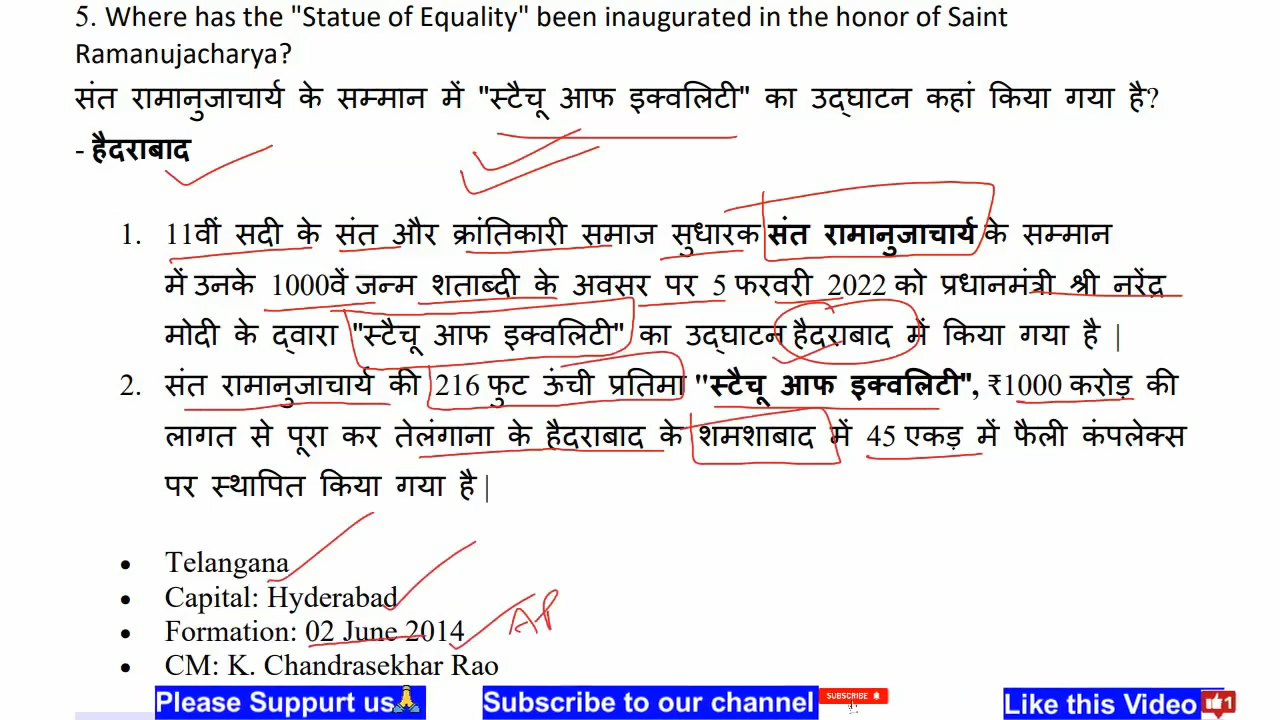 5. Where has the "Statue of Equality" been inaugurated in the honor of Saint
Ramanujacharya?
संत रामानुजाचार्य के सम्मान में "स्टैचू आफ इक्वलिटी" का उद्घाटन कहां किया गया है?
- हैदराबाद
1. 11वीं सदी के संत और क्रांतिकारी समाज सुधारक संत रामानुजाचार्य के सम्मान
में उनके 1000वें जन्म शताब्दी के अवसर पर 5 फरवरी 2022 को प्रधानमंत्री श्री नरेंद्र
मोदी के द्वारा "स्टैचू आफ इक्वलिटी" का उद्घाटन हैदराबाद में किया गया है |
2. संत रामानुजाचार्य की 216 फुट ऊंची प्रतिमा "स्टैचू आफ इक्वलिटी", ₹1000 करोड़ की
लागत से पूरा कर तेलंगाना के हैदराबाद के शमशाबाद में 45 एकड़ में फैली कंपलेक्स
पर स्थापित किया गया है |
• Telangana
• Capital: Hyderabad
• Formation: 02 June 2014 AP
• CM: K. Chandrasekhar Rao
Please Suppurt us🙏 Subscribe to our channel SUBSCRIBE Like this Video 1